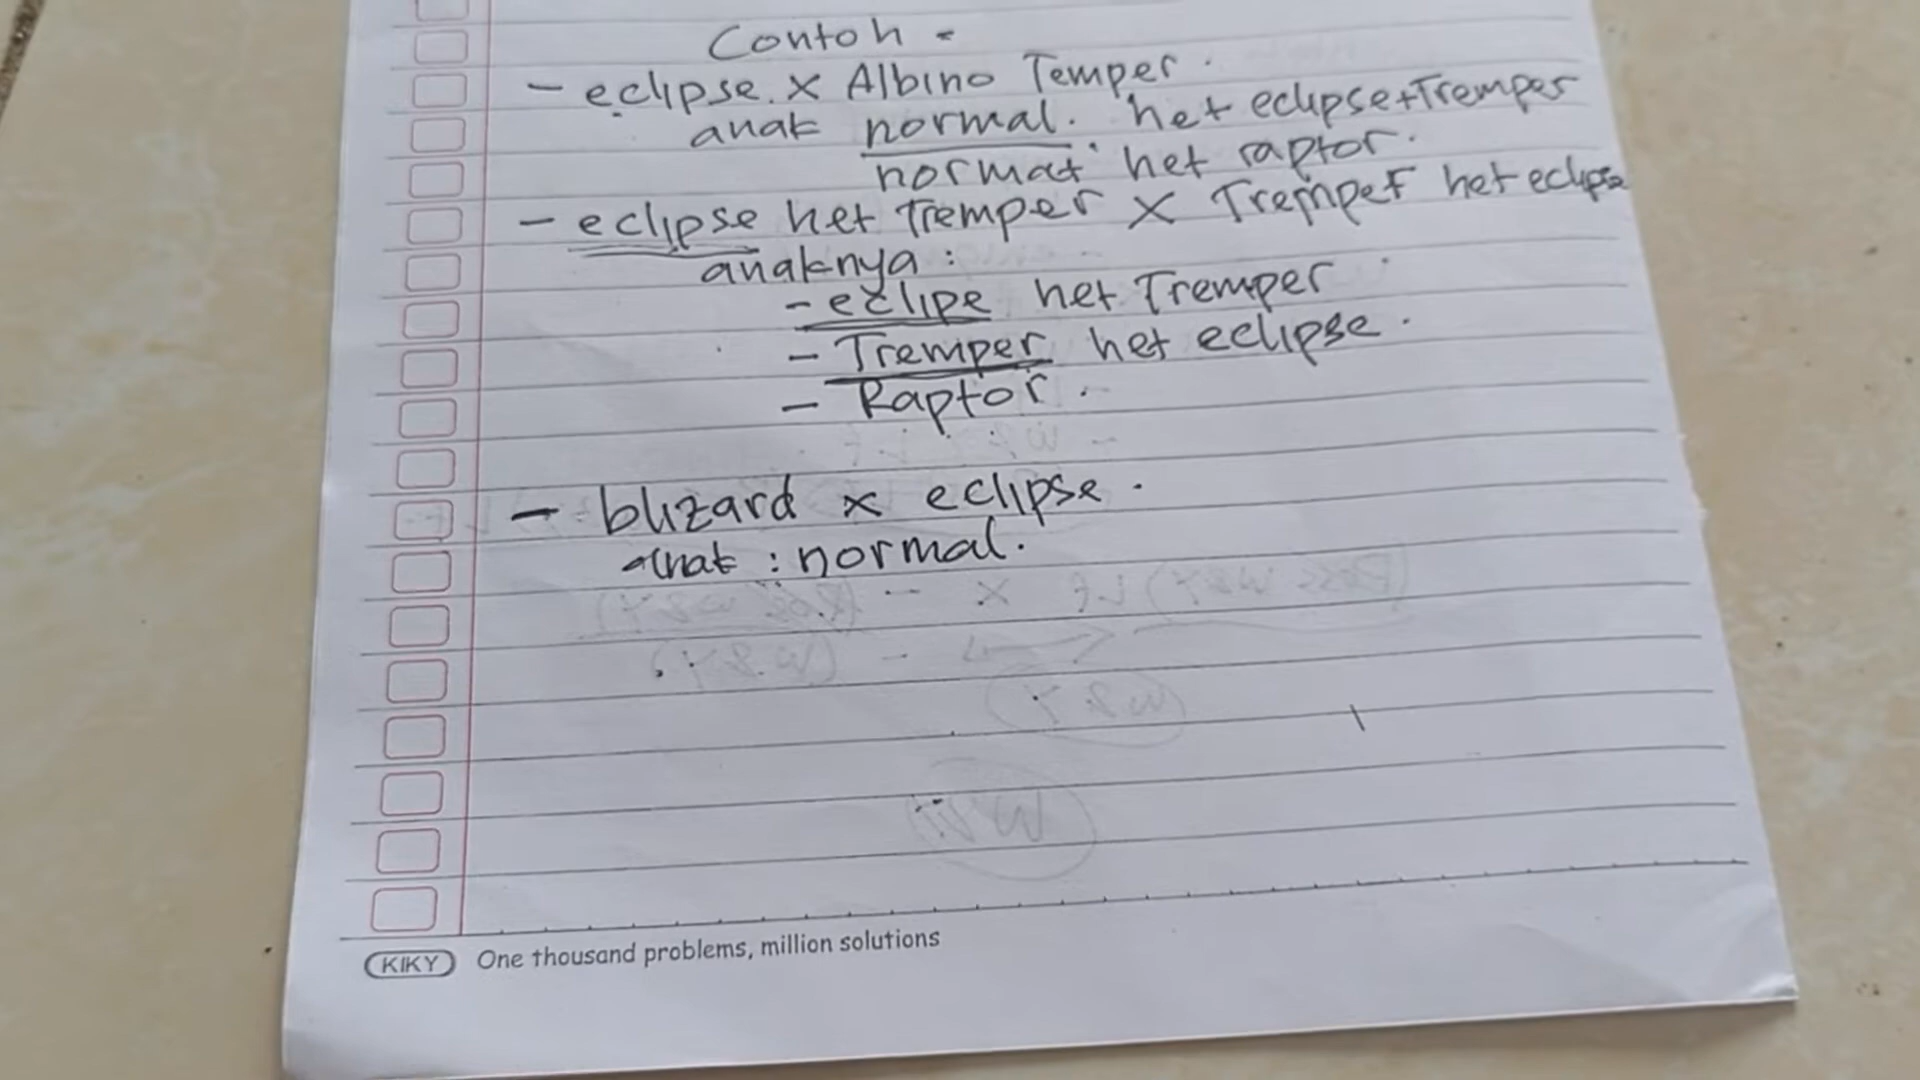 Contoh -
- eclipse. x Albino Temper.
anak normal. het eclipse+Tremper
normal het raptor.
- eclipse het Tremper x Tremper het eclipse
anaknya :
- eclipe het Tremper
- Tremper het eclipse.
- Raptor.
- blizard x eclipse.
anak : normal.
KIKY One thousand problems, million solutions